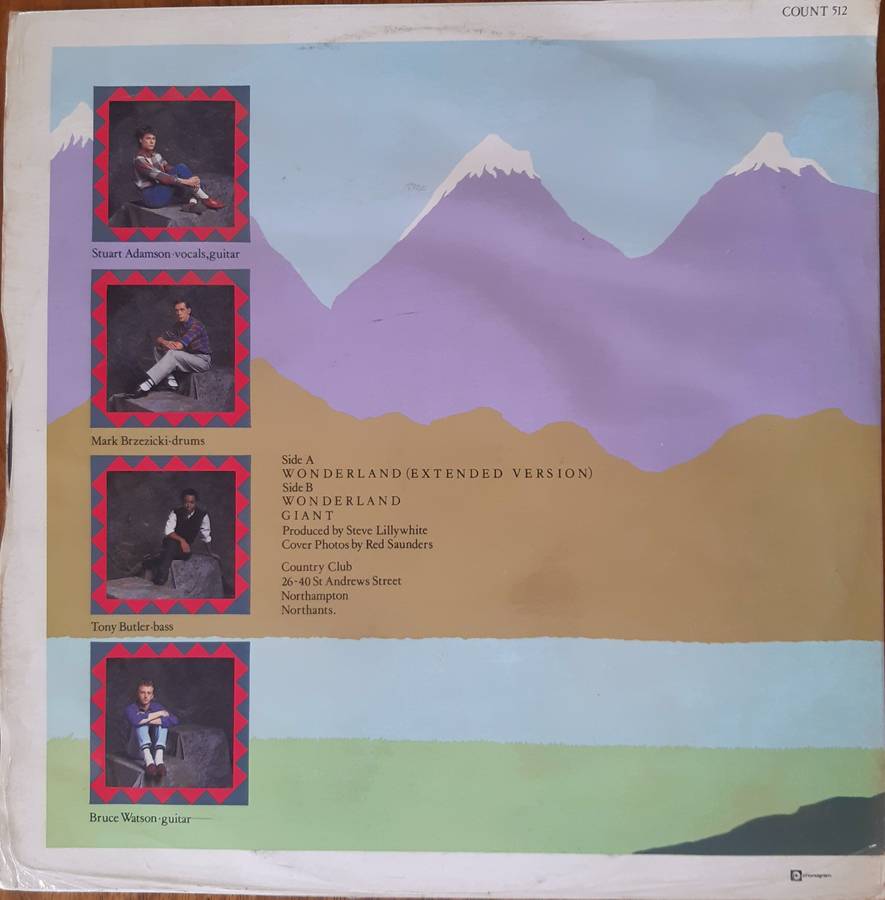 COUNT 512
Stuart Adamson·vocals,guitar
Mark Brzezicki·drums
Tony Butler·bass
Bruce Watson·guitar
Side A
WONDERLAND (EXTENDED VERSION)
Side B
WONDERLAND
GIANT
Produced by Steve Lillywhite
Cover Photos by Red Saunders
Country Club
26-40 St Andrews Street
Northampton
Northants.
phonogram